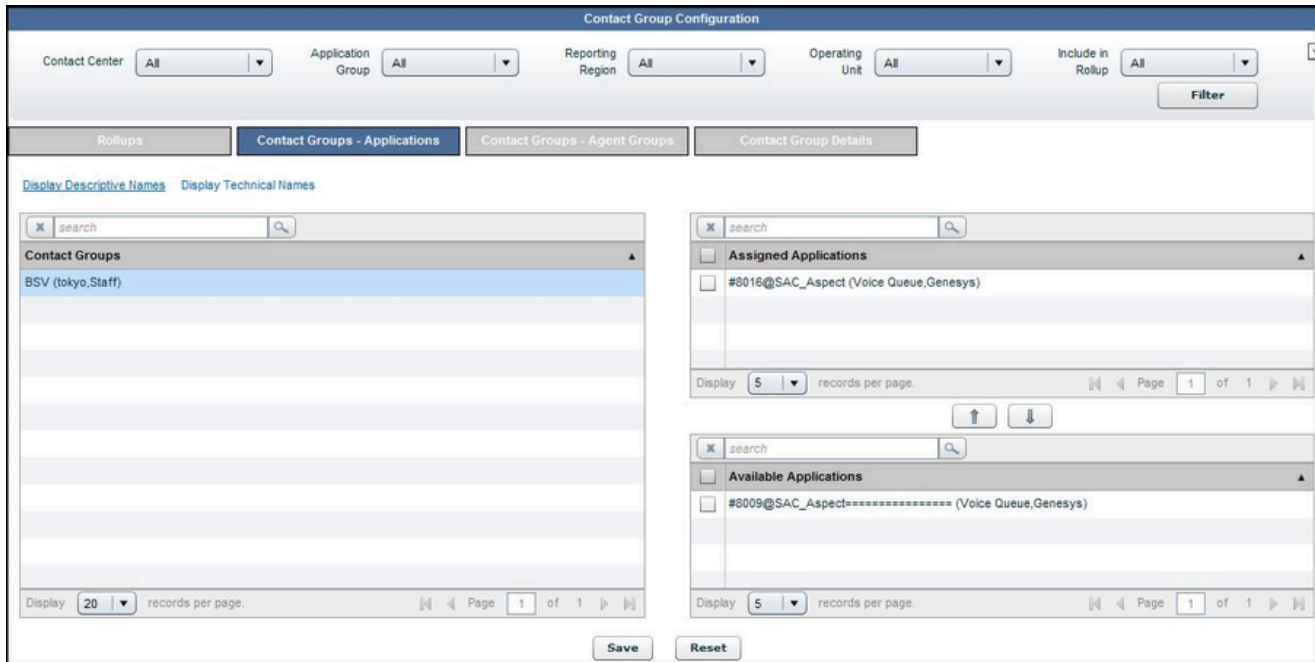 Contact Group Configuration
Contact Center All Application Group All Reporting Region All Operating Unit All Include in Rollup All
Filter
Rollups Contact Groups - Applications Contact Groups - Agent Groups Contact Group Details
Display Descriptive Names Display Technical Names
search
Contact Groups
BSV (tokyo,Staff)
Display 20 records per page. Page 1 of 1
search
Assigned Applications
#8016@SAC_Aspect (Voice Queue,Genesys)
Display 5 records per page. Page 1 of 1
search
Available Applications
#8009@SAC_Aspect================ (Voice Queue,Genesys)
Display 5 records per page. Page 1 of 1
Save Reset